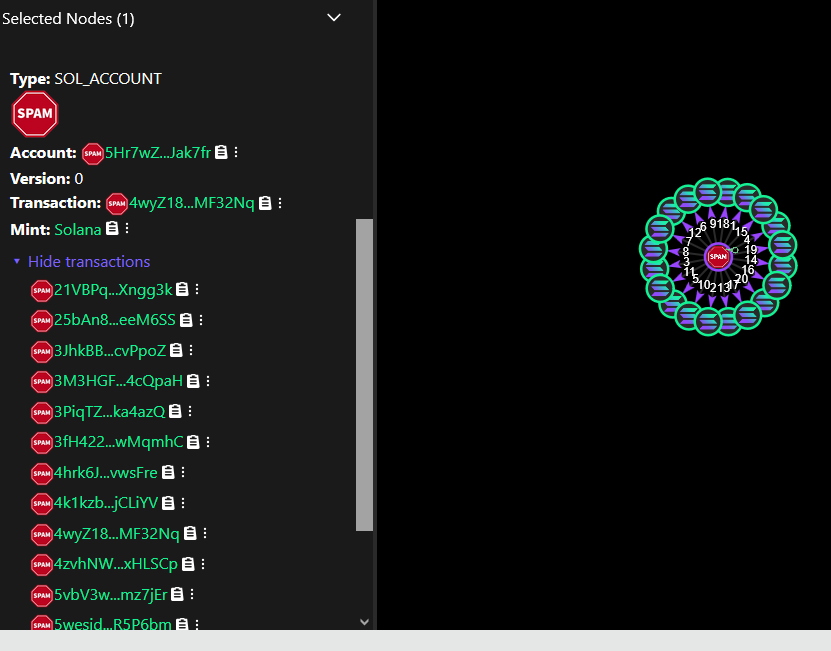 Selected Nodes (1)
Type: SOL_ACCOUNT
SPAM
Account: SPAM 5Hr7wZ...Jak7fr
Version: 0
Transaction: SPAM 4wyZ18...MF32Nq
Mint: Solana
Hide transactions
SPAM 21VBPq...Xngg3k
SPAM 25bAn8...eeM6SS
SPAM 3JhkBB...cvPpoZ
SPAM 3M3HGF...4cQpaH
SPAM 3PiqTZ...ka4azQ
SPAM 3fH422...wMqmhC
SPAM 4hrk6J...vwsFre
SPAM 4k1kzb...jCLiYV
SPAM 4wyZ18...MF32Nq
SPAM 4zvhNW...xHLSCp
SPAM 5vbV3w...mz7jEr
SPAM 5wesid...R5P6bm
12 6 9 18 1 15
7 4
8 SPAM 19
3 14
11 16
5 10 2 13 17 20